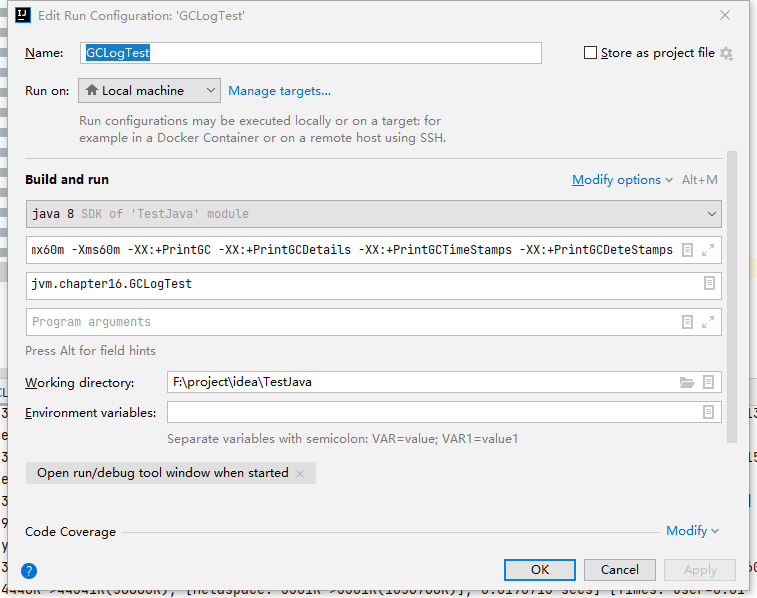 Edit Run Configuration: 'GCLogTest'
Name: GCLogTest Store as project file
Run on: Local machine Manage targets...
Run configurations may be executed locally or on a target: for
example in a Docker Container or on a remote host using SSH.
Build and run Modify options Alt+M
java 8 SDK of 'TestJava' module
mx60m -Xms60m -XX:+PrintGC -XX:+PrintGCDetails -XX:+PrintGCTimeStamps -XX:+PrintGCDeteStamps
jvm.chapter16.GCLogTest
Program arguments
Press Alt for field hints
Working directory: F:\project\idea\TestJava
Environment variables:
Separate variables with semicolon: VAR=value; VAR1=value1
Open run/debug tool window when started
Code Coverage Modify
? OK Cancel Apply